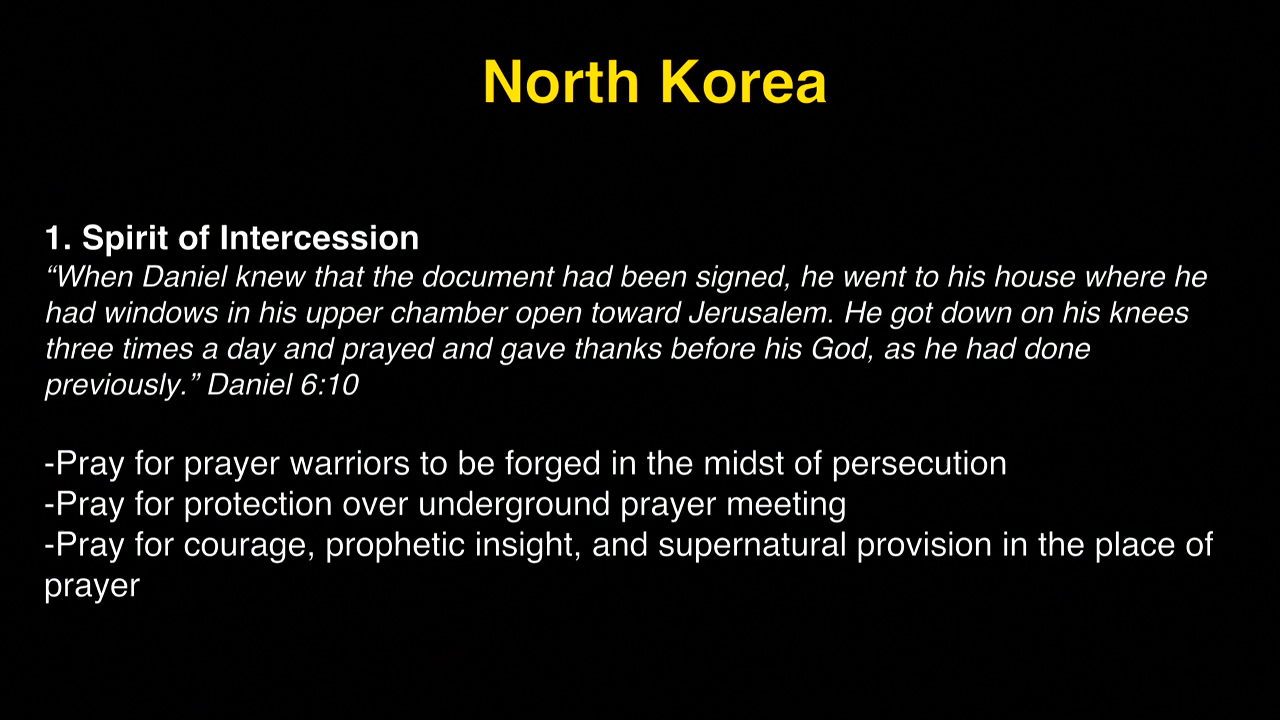 North Korea
1. Spirit of Intercession
“When Daniel knew that the document had been signed, he went to his house where he
had windows in his upper chamber open toward Jerusalem. He got down on his knees
three times a day and prayed and gave thanks before his God, as he had done
previously.” Daniel 6:10
-Pray for prayer warriors to be forged in the midst of persecution
-Pray for protection over underground prayer meeting
-Pray for courage, prophetic insight, and supernatural provision in the place of
prayer